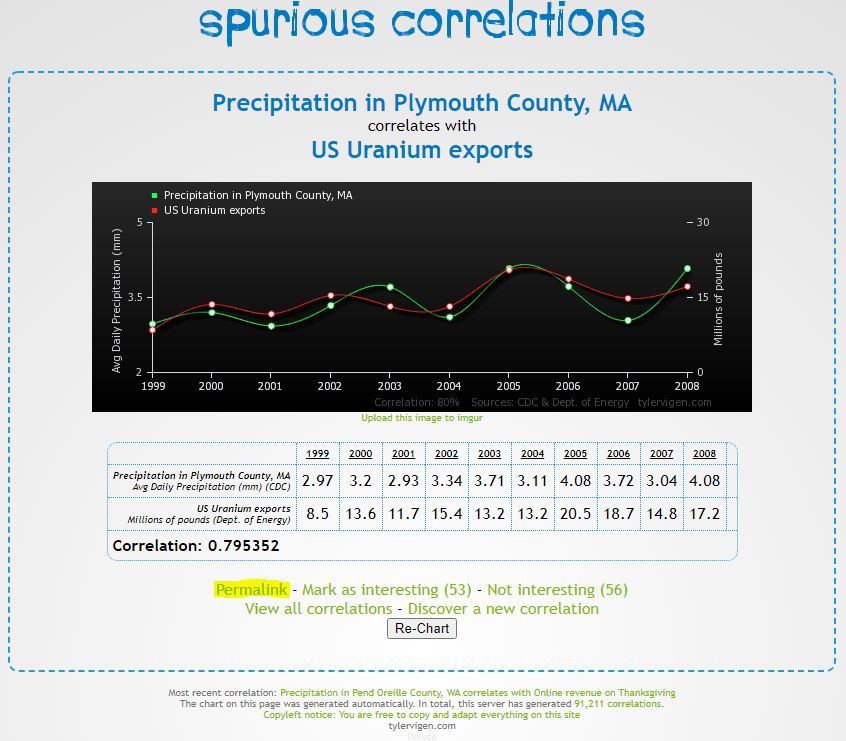 spurious correlations
Precipitation in Plymouth County, MA
correlates with
US Uranium exports
Precipitation in Plymouth County, MA
US Uranium exports
5
3.5
2
Avg Daily Precipitation (mm)
30
15
0
Millions of pounds
1999 2000 2001 2002 2003 2004 2005 2006 2007 2008
Correlation: 80% Sources: CDC & Dept. of Energy tylervigen.com
Upload this image to imgur
1999 2000 2001 2002 2003 2004 2005 2006 2007 2008
Precipitation in Plymouth County, MA
Avg Daily Precipitation (mm) (CDC)
2.97 3.2 2.93 3.34 3.71 3.11 4.08 3.72 3.04 4.08
US Uranium exports
Millions of pounds (Dept. of Energy)
8.5 13.6 11.7 15.4 13.2 13.2 20.5 18.7 14.8 17.2
Correlation: 0.795352
Permalink - Mark as interesting (53) - Not interesting (56)
View all correlations - Discover a new correlation
Re-Chart
Most recent correlation: Precipitation in Pend Oreille County, WA correlates with Online revenue on Thanksgiving
The chart on this page was generated automatically. In total, this server has generated 91,211 correlations.
Copyleft notice: You are free to copy and adapt everything on this site
tylervigen.com